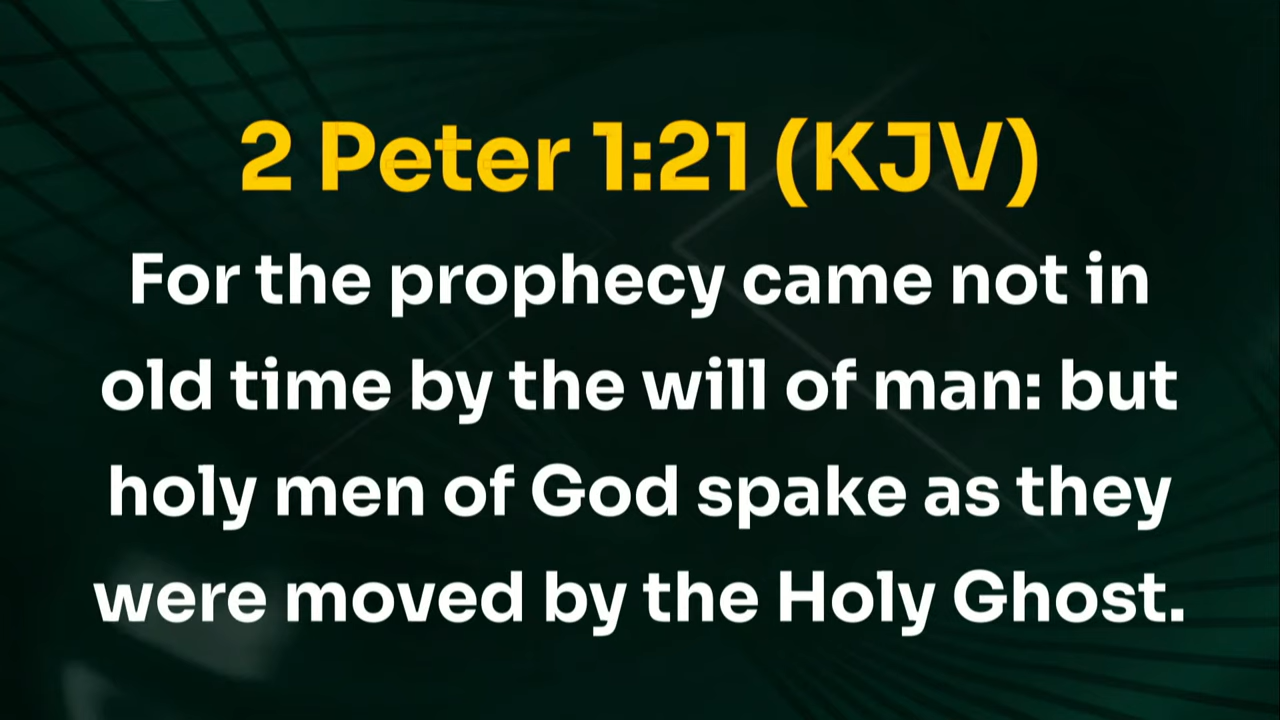 2 Peter 1:21 (KJV)
For the prophecy came not in
old time by the will of man: but
holy men of God spake as they
were moved by the Holy Ghost.